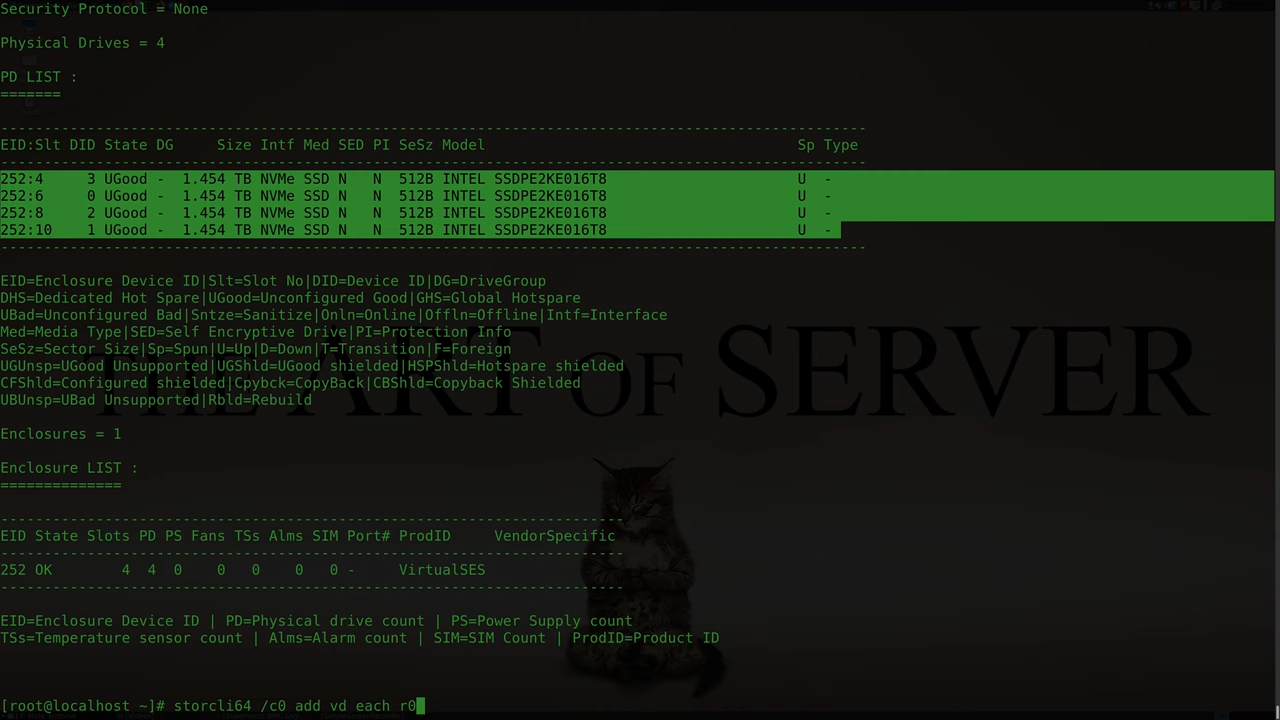 Security Protocol = None
Physical Drives = 4
PD LIST :
=======
----------------------------------------------------------------------------------------------------
EID:Slt DID State DG     Size Intf Med SED PI SeSz Model                                    Sp Type
----------------------------------------------------------------------------------------------------
252:4     3 UGood -  1.454 TB NVMe SSD N   N  512B INTEL SSDPE2KE016T8                      U  -
252:6     0 UGood -  1.454 TB NVMe SSD N   N  512B INTEL SSDPE2KE016T8                      U  -
252:8     2 UGood -  1.454 TB NVMe SSD N   N  512B INTEL SSDPE2KE016T8                      U  -
252:10    1 UGood -  1.454 TB NVMe SSD N   N  512B INTEL SSDPE2KE016T8                      U  -
----------------------------------------------------------------------------------------------------
EID=Enclosure Device ID|Slt=Slot No|DID=Device ID|DG=DriveGroup
DHS=Dedicated Hot Spare|UGood=Unconfigured Good|GHS=Global Hotspare
UBad=Unconfigured Bad|Sntze=Sanitize|Onln=Online|Offln=Offline|Intf=Interface
Med=Media Type|SED=Self Encryptive Drive|PI=Protection Info
SeSz=Sector Size|Sp=Spun|U=Up|D=Down|T=Transition|F=Foreign
UGUnsp=UGood Unsupported|UGShld=UGood shielded|HSPShld=Hotspare shielded
CFShld=Configured shielded|Cpybck=CopyBack|CBShld=Copyback Shielded
UBUnsp=UBad Unsupported|Rbld=Rebuild
THE ART OF SERVER
Enclosures = 1
Enclosure LIST :
==============
------------------------------------------------------------------------
EID State Slots PD PS Fans TSs Alms SIM Port# ProdID     VendorSpecific
------------------------------------------------------------------------
252 OK        4  4  0    0   0    0   0 -     VirtualSES
------------------------------------------------------------------------
EID=Enclosure Device ID | PD=Physical drive count | PS=Power Supply count
TSs=Temperature sensor count | Alms=Alarm count | SIM=SIM Count | ProdID=Product ID
[root@localhost ~]# storcli64 /c0 add vd each r0